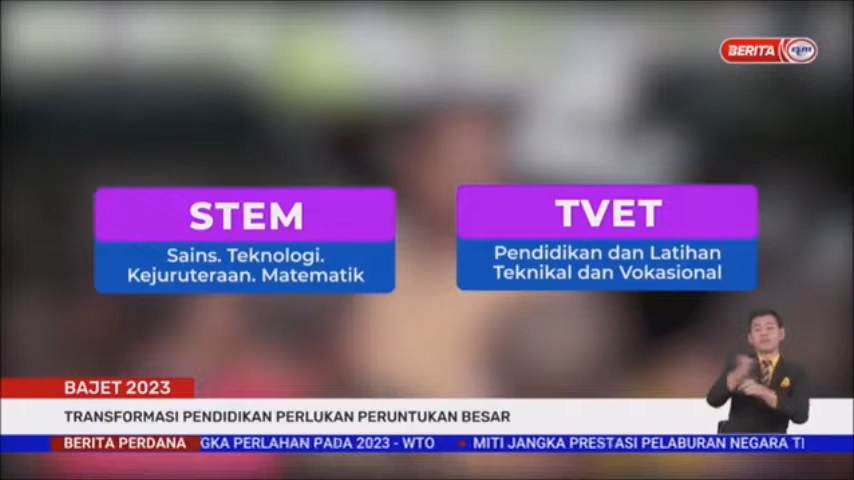 BERITA RTM
STEM
Sains. Teknologi.
Kejuruteraan. Matematik
TVET
Pendidikan dan Latihan
Teknikal dan Vokasional
BAJET 2023
TRANSFORMASI PENDIDIKAN PERLUKAN PERUNTUKAN BESAR
BERITA PERDANA GKA PERLAHAN PADA 2023 - WTO MITI JANGKA PRESTASI PELABURAN NEGARA